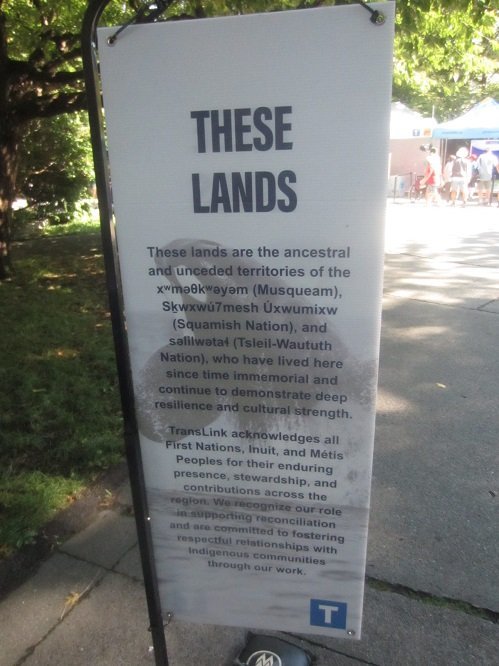 THESE
LANDS
These lands are the ancestral
and unceded territories of the
xʷməθkwəy̓əm (Musqueam),
Sḵwxwú7mesh Úxwumixw
(Squamish Nation), and
səlilwətaɬ (Tsleil-Waututh
Nation), who have lived here
since time immemorial and
continue to demonstrate deep
resilience and cultural strength.
TransLink acknowledges all
First Nations, Inuit, and Métis
Peoples for their enduring
presence, stewardship, and
contributions across the
region. We recognize our role
in supporting reconciliation
and are committed to fostering
respectful relationships with
Indigenous communities
through our work.
T